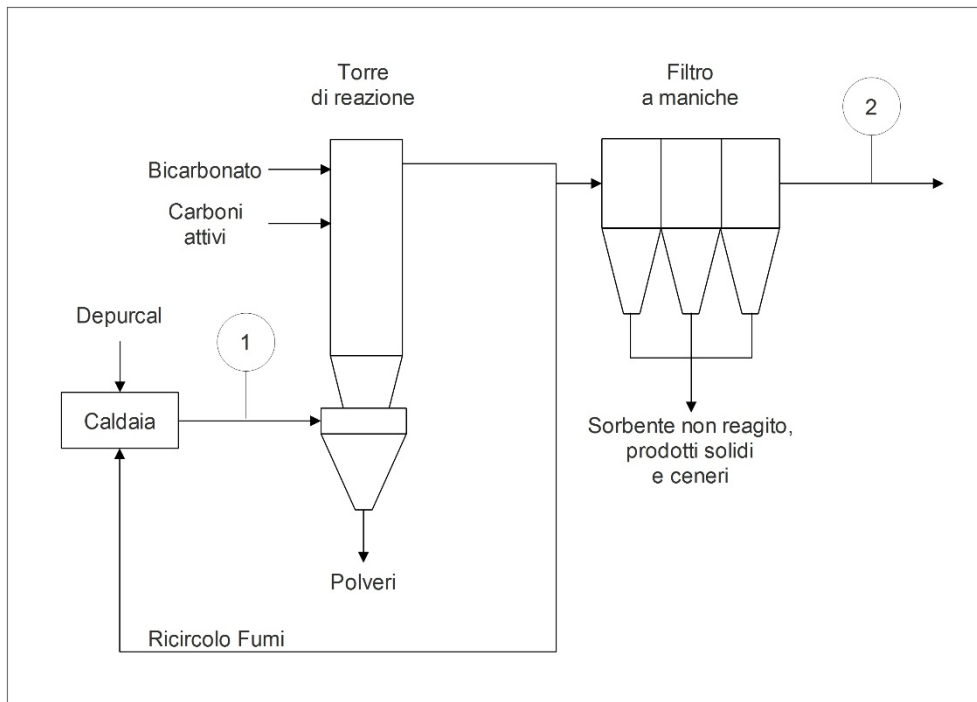 Torre
di reazione
Filtro
a maniche
2
Bicarbonato
Carboni
attivi
Depurcal
1
Caldaia
Sorbente non reagito,
prodotti solidi
e ceneri
Polveri
Ricircolo Fumi